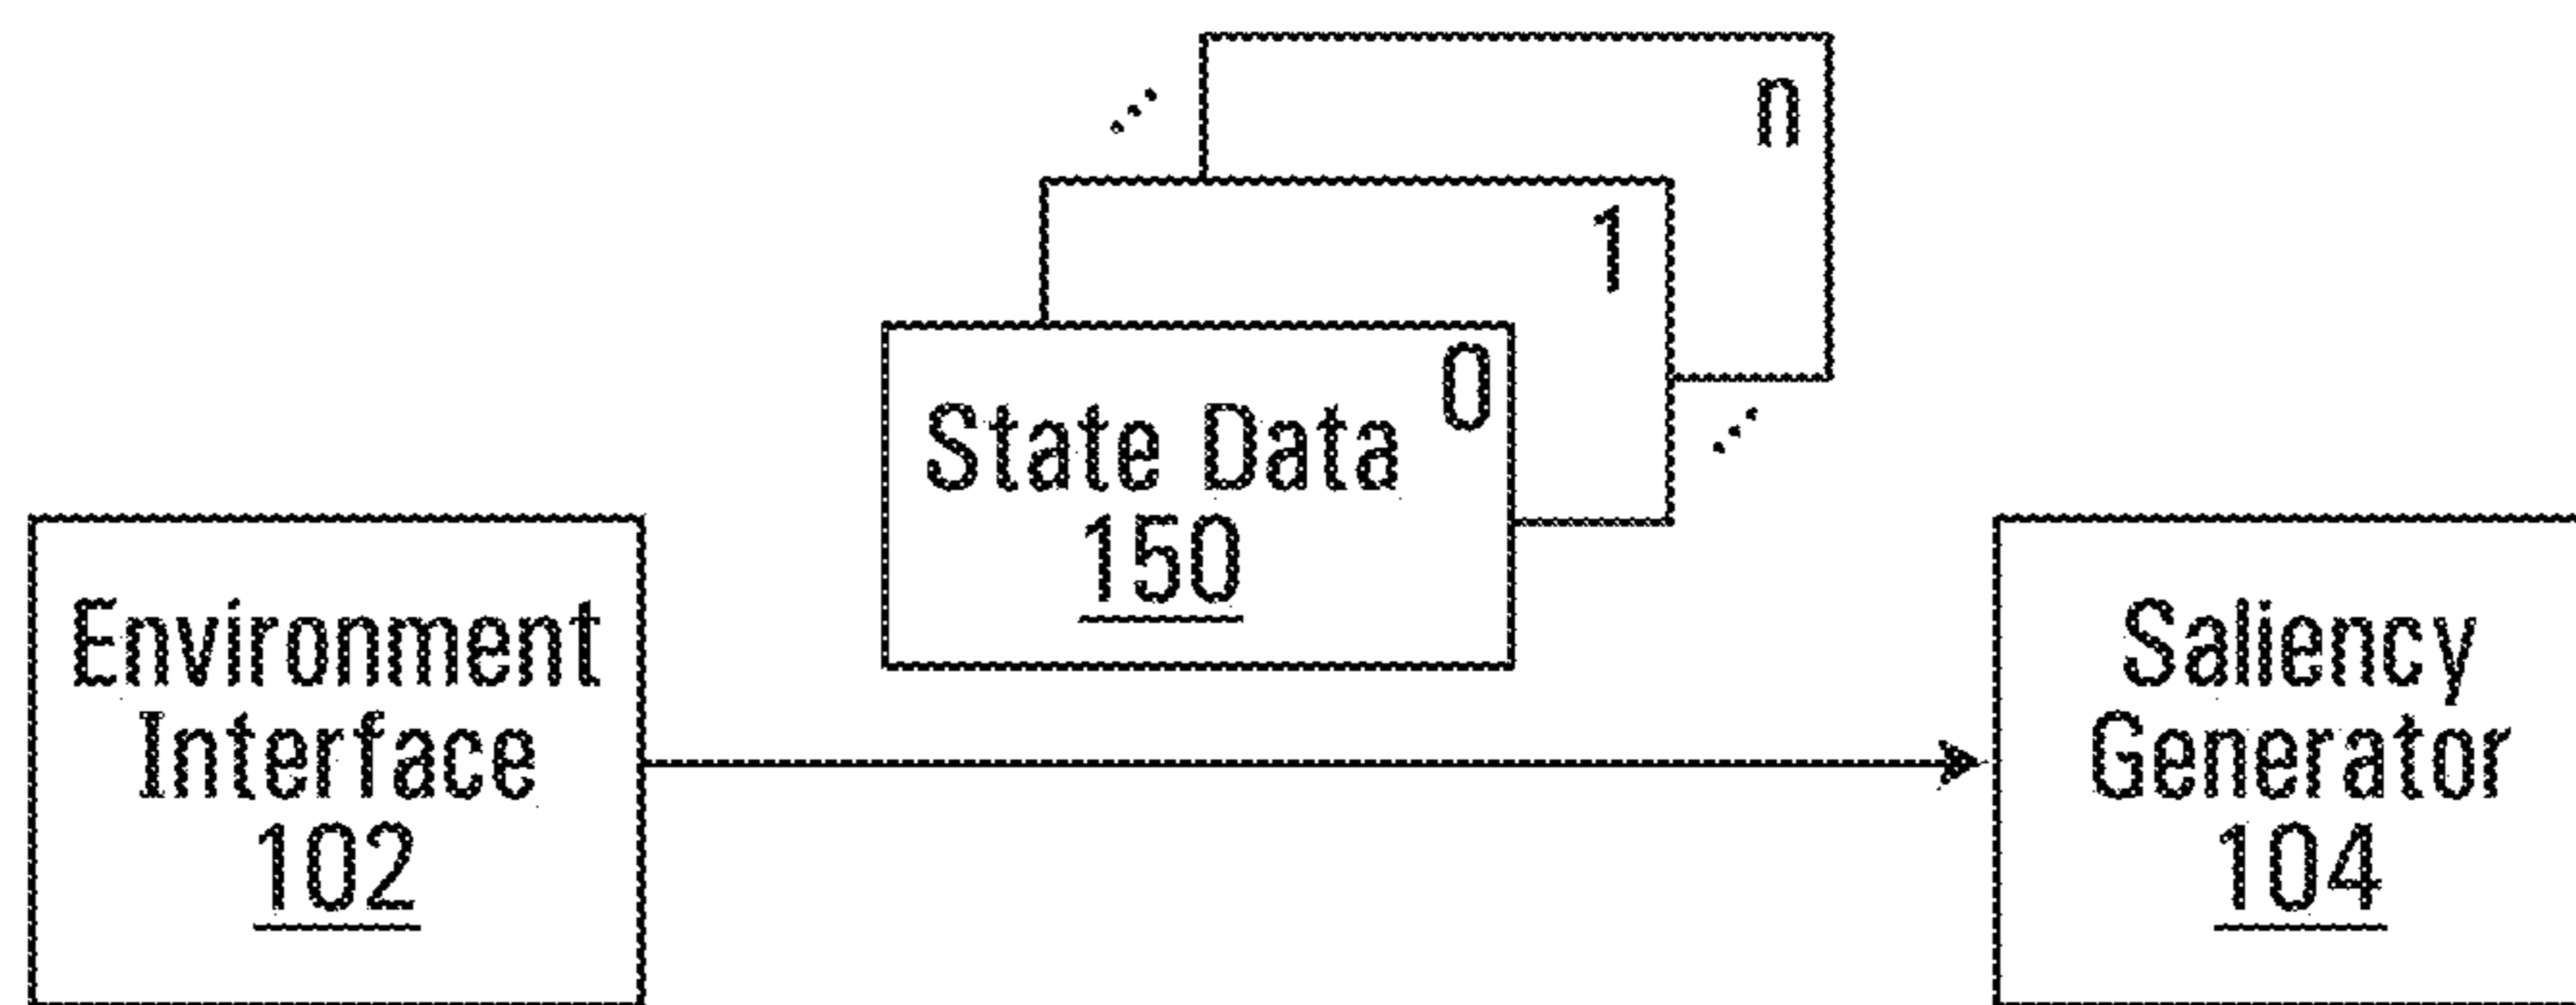 n
1
0
State Data
150
Environment
Interface
102
Saliency
Generator
104